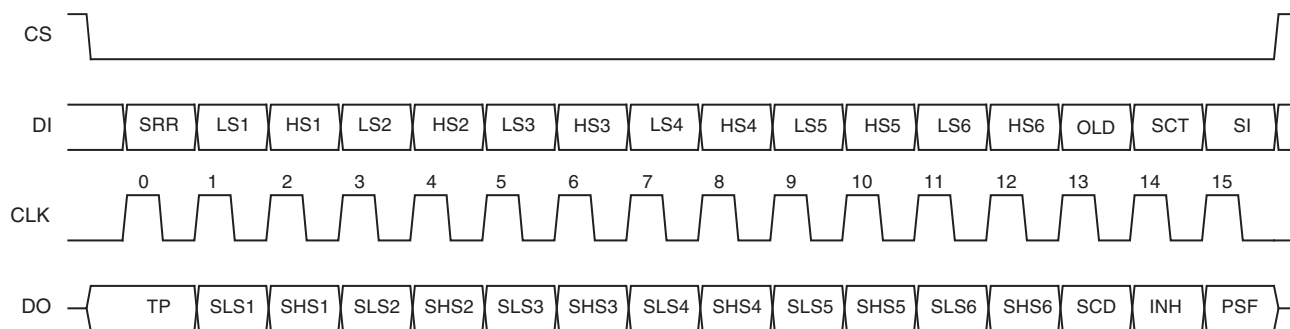 CS
DI SRR LS1 HS1 LS2 HS2 LS3 HS3 LS4 HS4 LS5 HS5 LS6 HS6 OLD SCT SI
0 1 2 3 4 5 6 7 8 9 10 11 12 13 14 15
CLK
DO TP SLS1 SHS1 SLS2 SHS2 SLS3 SHS3 SLS4 SHS4 SLS5 SHS5 SLS6 SHS6 SCD INH PSF